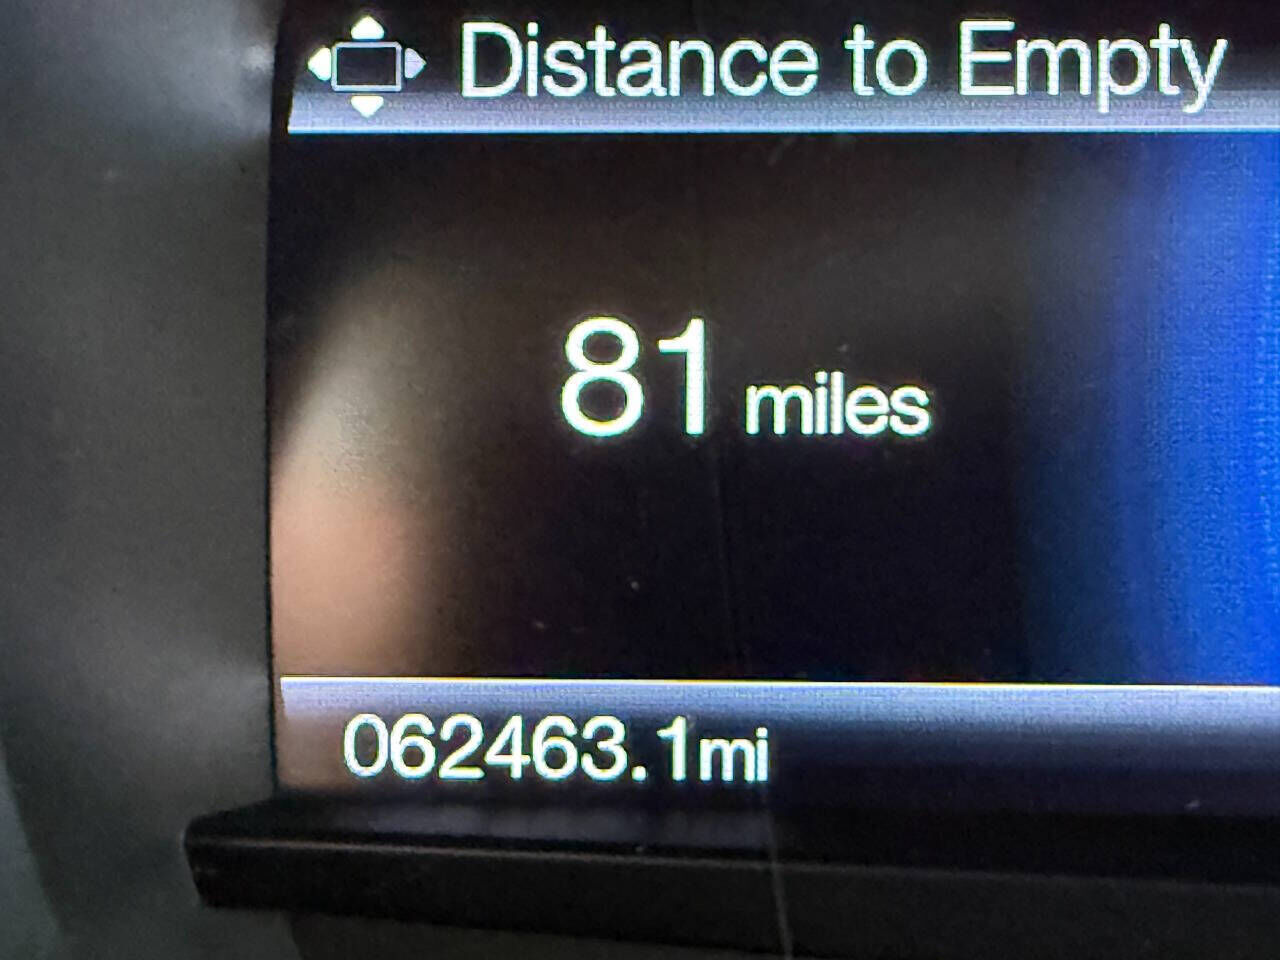 Distance to Empty
81 miles
062463.1mi